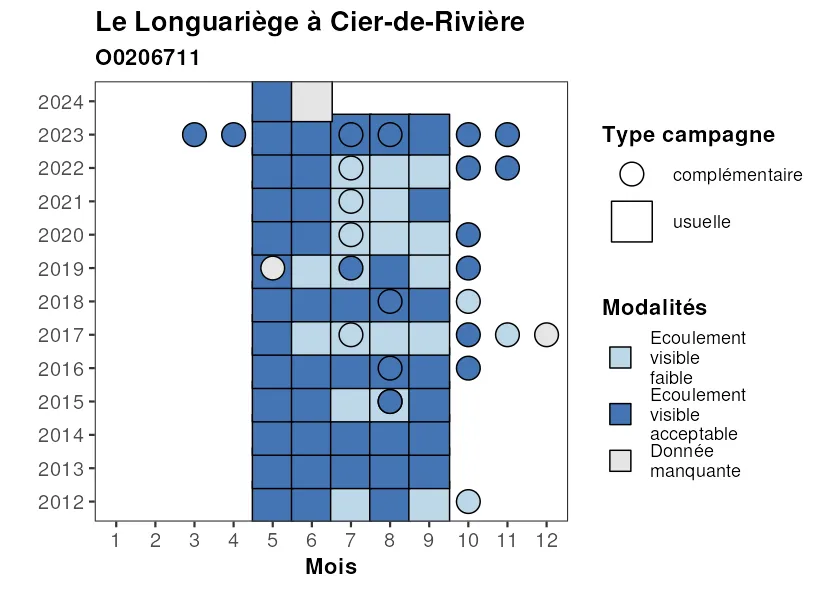 Le Longuariège à Cier-de-Rivière
O0206711
2024
2023
2022
2021
2020
2019
2018
2017
2016
2015
2014
2013
2012
1 2 3 4 5 6 7 8 9 10 11 12
Mois
Type campagne
complémentaire
usuelle
Modalités
Ecoulement
visible
faible
Ecoulement
visible
acceptable
Donnée
manquante